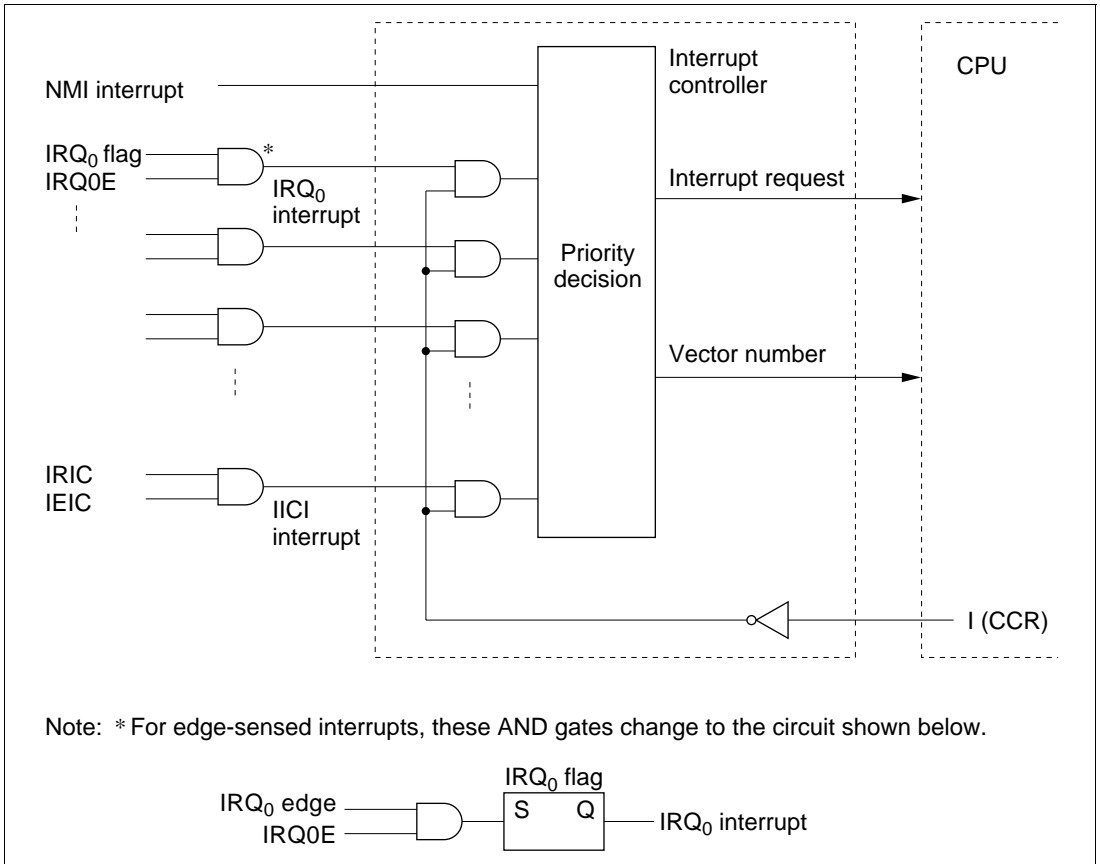 Interrupt
controller
CPU
NMI interrupt
IRQ₀ flag
IRQ0E
*
IRQ₀
interrupt
Interrupt request
Priority
decision
Vector number
IRIC
IEIC
IICI
interrupt
I (CCR)
Note: * For edge-sensed interrupts, these AND gates change to the circuit shown below.
IRQ₀ flag
IRQ₀ edge
IRQ0E
S Q
IRQ₀ interrupt